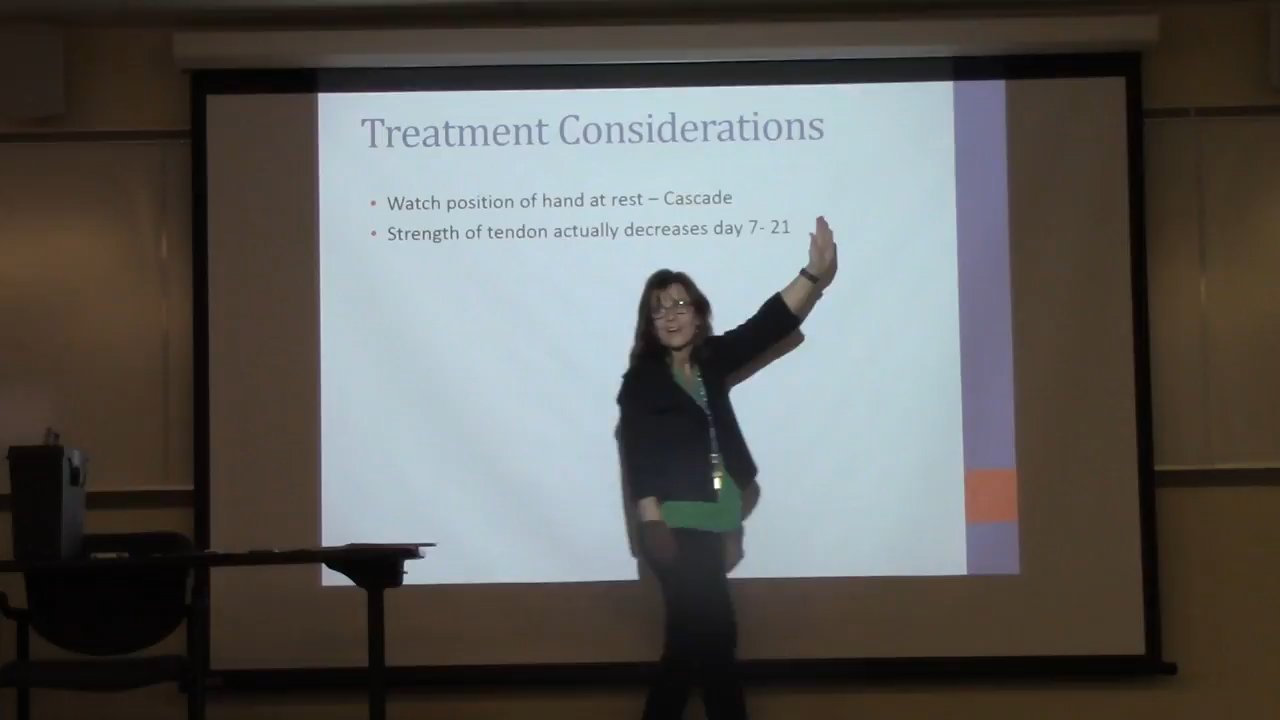 Treatment Considerations
• Watch position of hand at rest – Cascade
• Strength of tendon actually decreases day 7- 21